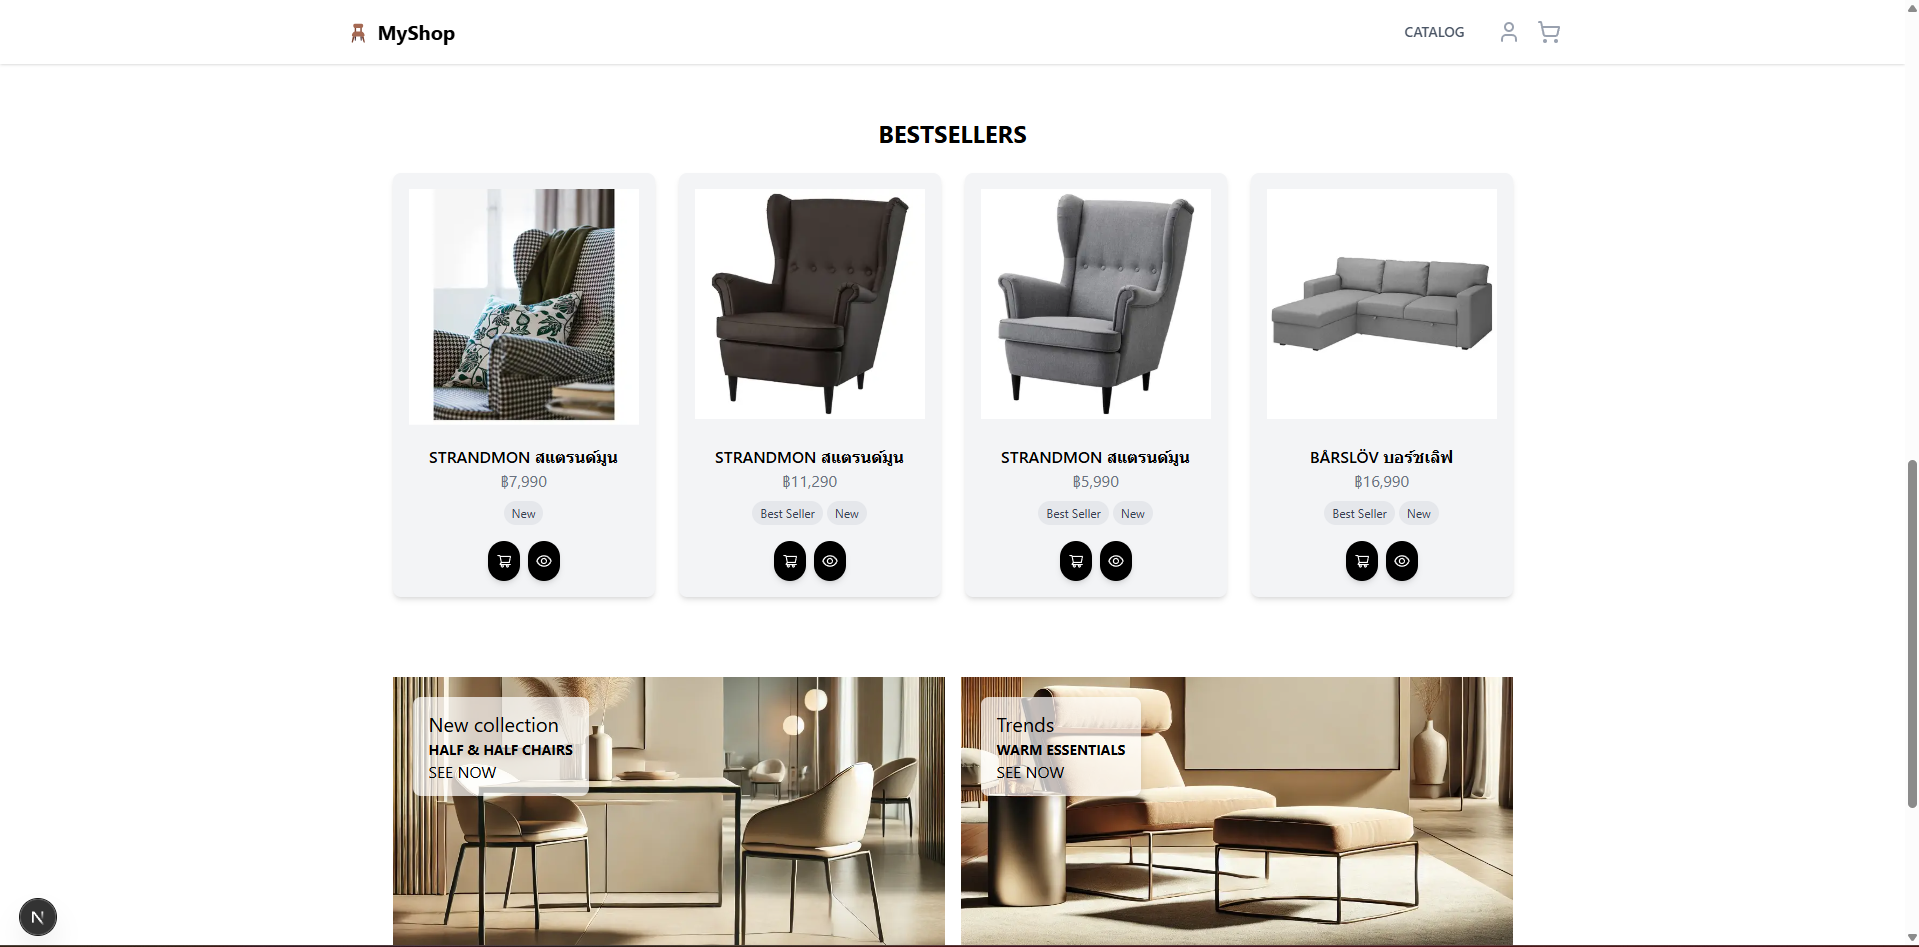 MyShop
CATALOG
BESTSELLERS
STRANDMON สแตรนด์มูน
฿7,990
New
STRANDMON สแตรนด์มูน
฿11,290
Best Seller New
STRANDMON สแตรนด์มูน
฿5,990
Best Seller New
BÅRSLÖV บอร์ชเลิฟ
฿16,990
Best Seller New
New collection
HALF & HALF CHAIRS
SEE NOW
Trends
WARM ESSENTIALS
SEE NOW
N